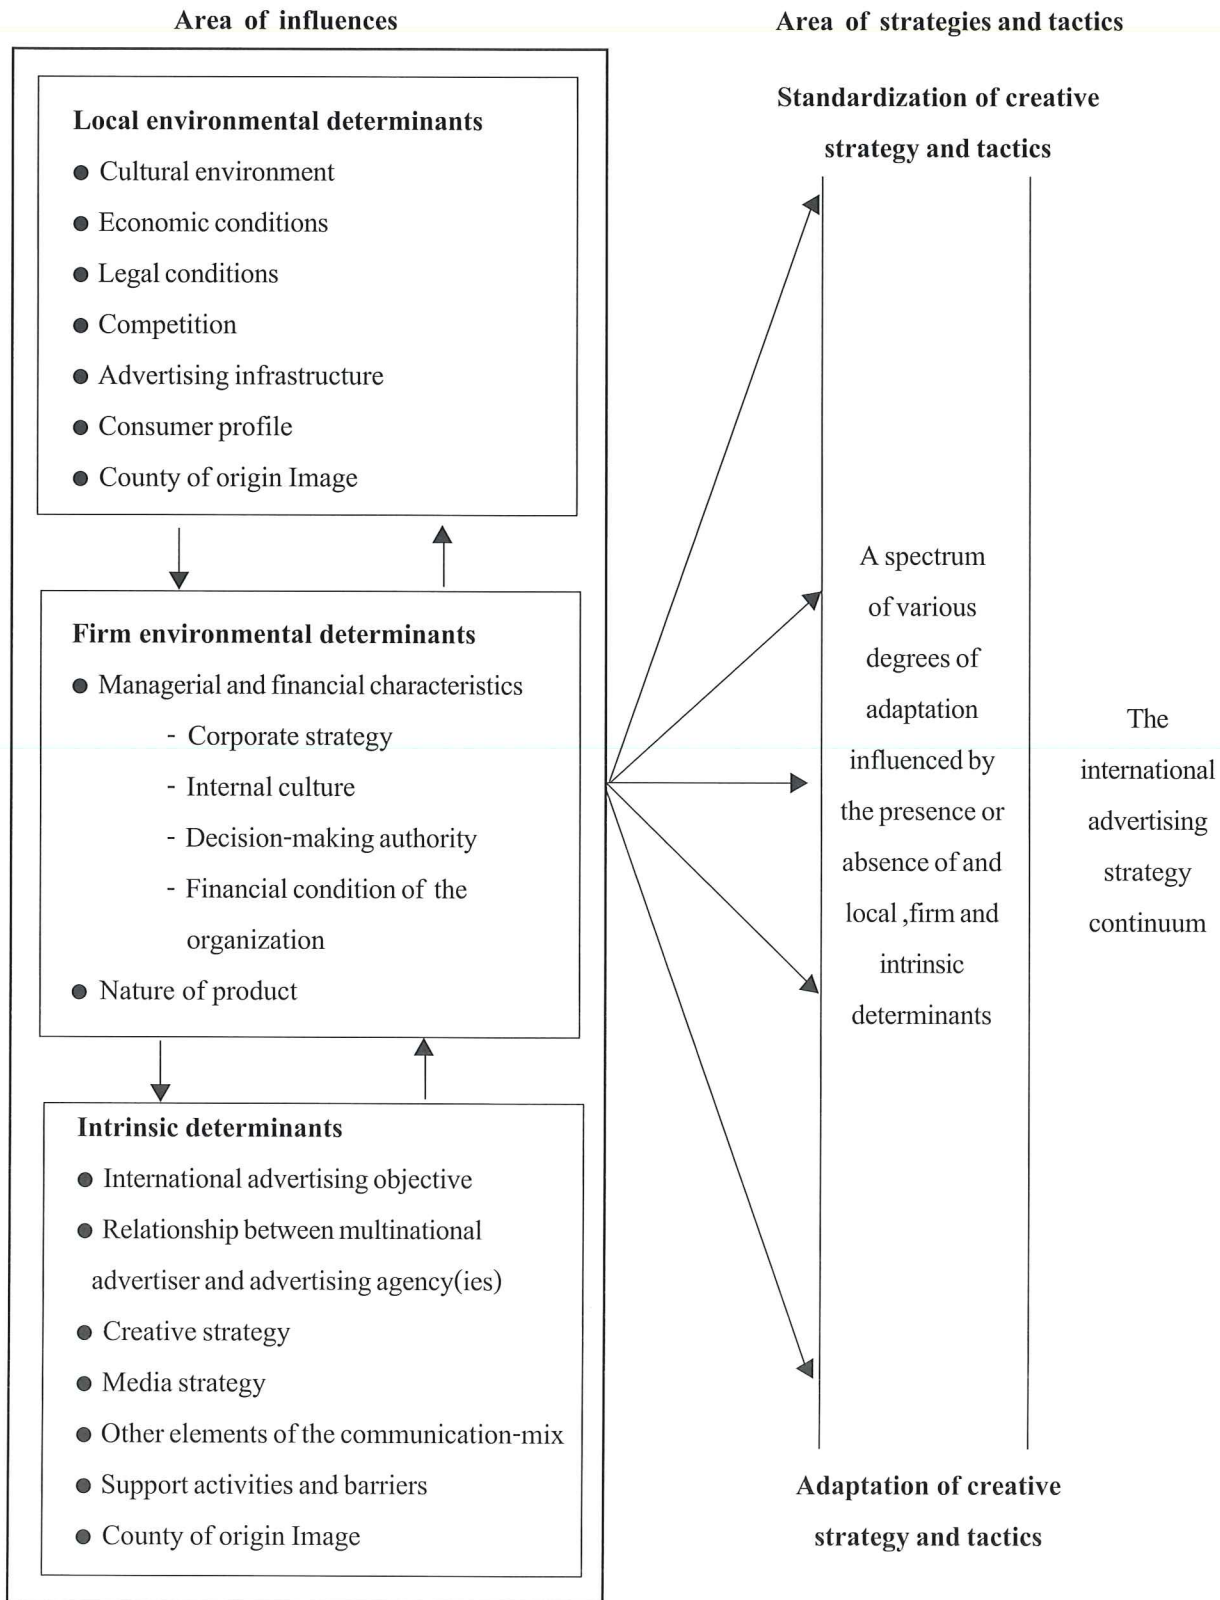 Area of influences
Area of strategies and tactics
Local environmental determinants
● Cultural environment
● Economic conditions
● Legal conditions
● Competition
● Advertising infrastructure
● Consumer profile
● County of origin Image
Firm environmental determinants
● Managerial and financial characteristics
- Corporate strategy
- Internal culture
- Decision-making authority
- Financial condition of the
organization
● Nature of product
Intrinsic determinants
● International advertising objective
● Relationship between multinational
advertiser and advertising agency(ies)
● Creative strategy
● Media strategy
● Other elements of the communication-mix
● Support activities and barriers
● County of origin Image
Standardization of creative
strategy and tactics
A spectrum
of various
degrees of
adaptation
influenced by
the presence or
absence of and
local ,firm and
intrinsic
determinants
The
international
advertising
strategy
continuum
Adaptation of creative
strategy and tactics